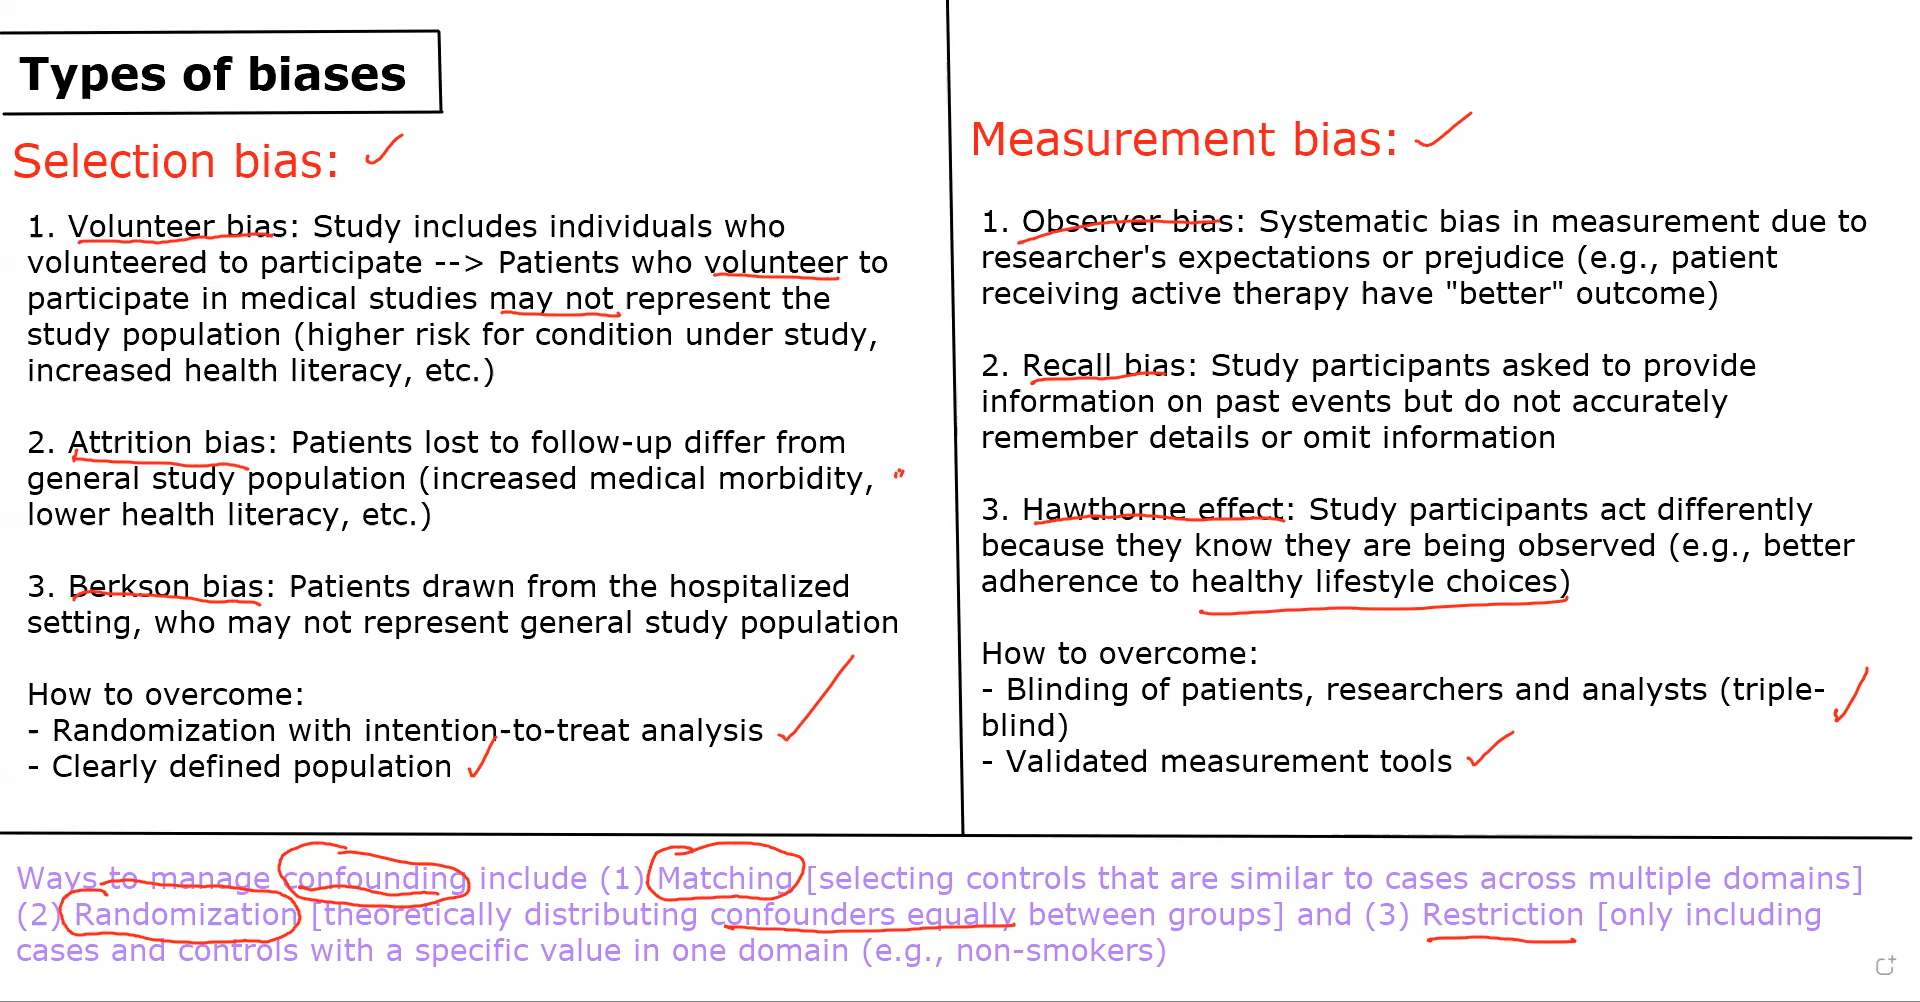 Types of biases
Selection bias:
1. Volunteer bias: Study includes individuals who
volunteered to participate --> Patients who volunteer to
participate in medical studies may not represent the
study population (higher risk for condition under study,
increased health literacy, etc.)
2. Attrition bias: Patients lost to follow-up differ from
general study population (increased medical morbidity,
lower health literacy, etc.)
3. Berkson bias: Patients drawn from the hospitalized
setting, who may not represent general study population
How to overcome:
- Randomization with intention-to-treat analysis
- Clearly defined population
Measurement bias:
1. Observer bias: Systematic bias in measurement due to
researcher's expectations or prejudice (e.g., patient
receiving active therapy have "better" outcome)
2. Recall bias: Study participants asked to provide
information on past events but do not accurately
remember details or omit information
3. Hawthorne effect: Study participants act differently
because they know they are being observed (e.g., better
adherence to healthy lifestyle choices)
How to overcome:
- Blinding of patients, researchers and analysts (triple-
blind)
- Validated measurement tools
Ways to manage confounding include (1) Matching [selecting controls that are similar to cases across multiple domains]
(2) Randomization [theoretically distributing confounders equally between groups] and (3) Restriction [only including
cases and controls with a specific value in one domain (e.g., non-smokers)